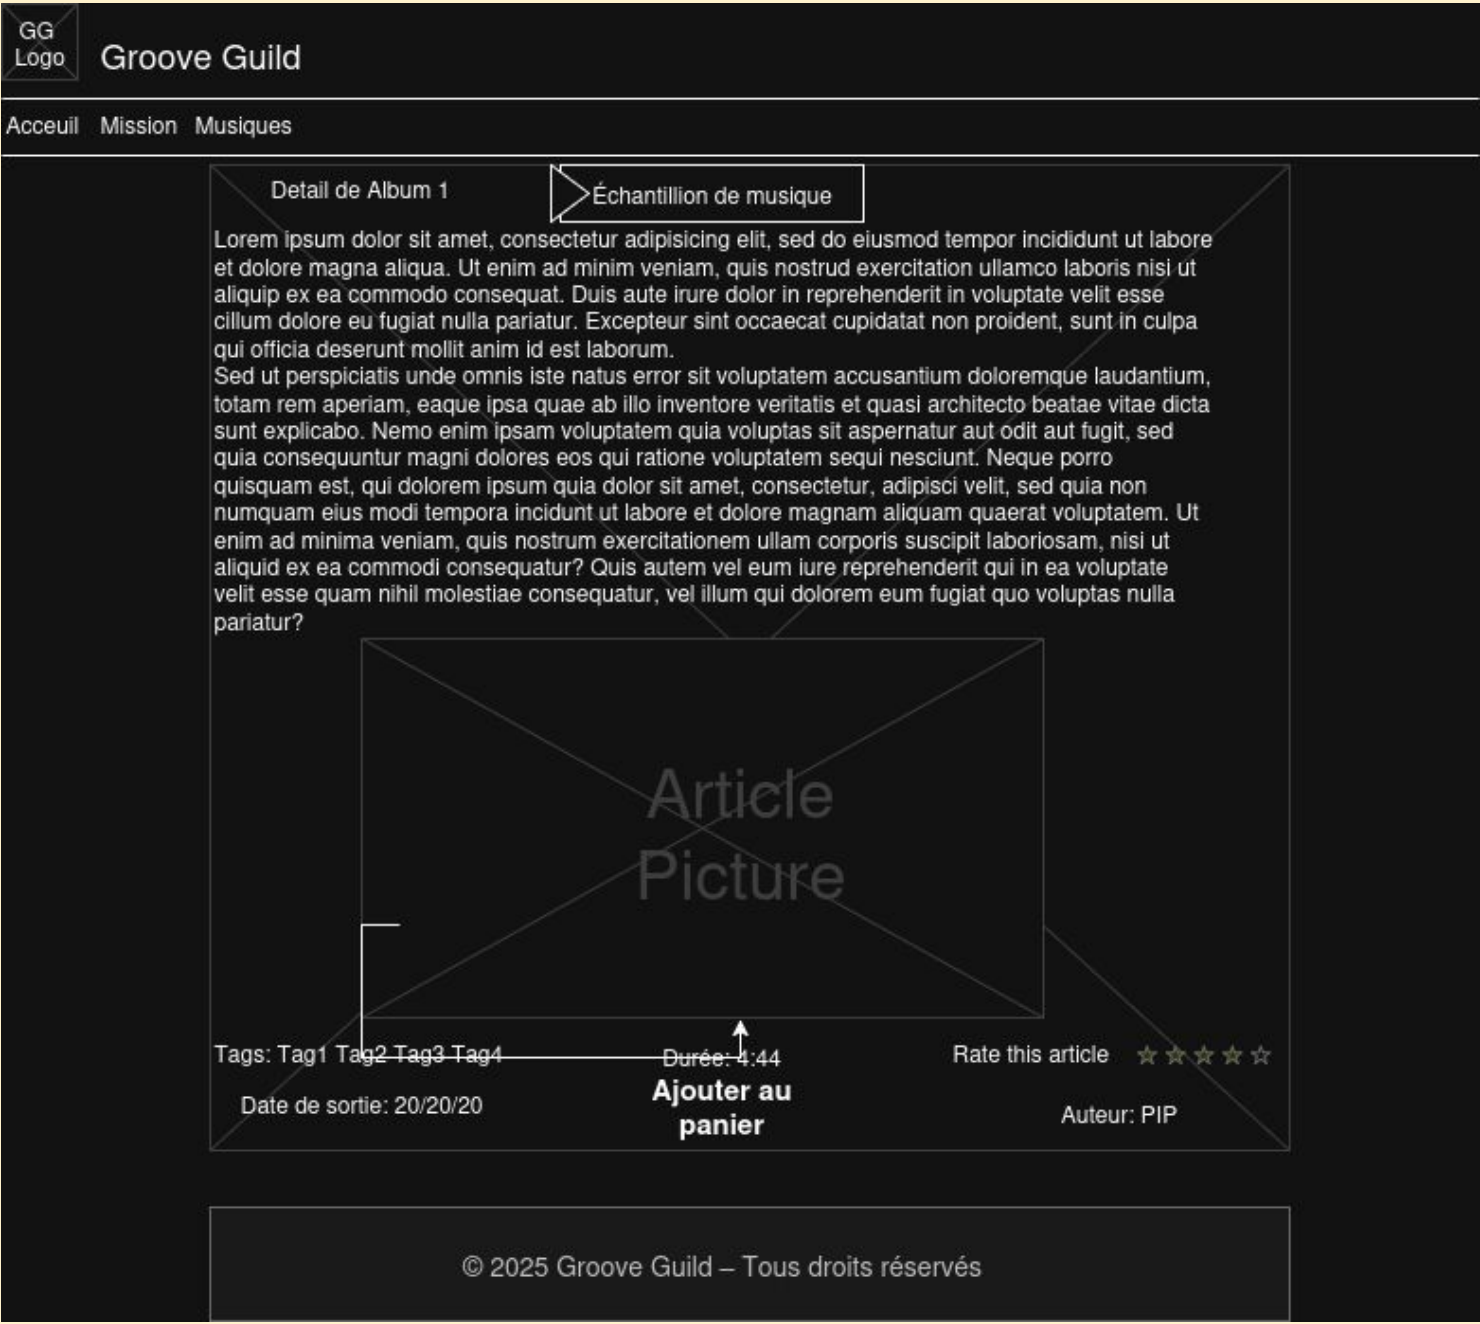 GG
Logo
Groove Guild
Acceuil Mission Musiques
Detail de Album 1
Échantillion de musique
Lorem ipsum dolor sit amet, consectetur adipisicing elit, sed do eiusmod tempor incididunt ut labore
et dolore magna aliqua. Ut enim ad minim veniam, quis nostrud exercitation ullamco laboris nisi ut
aliquip ex ea commodo consequat. Duis aute irure dolor in reprehenderit in voluptate velit esse
cillum dolore eu fugiat nulla pariatur. Excepteur sint occaecat cupidatat non proident, sunt in culpa
qui officia deserunt mollit anim id est laborum.
Sed ut perspiciatis unde omnis iste natus error sit voluptatem accusantium doloremque laudantium,
totam rem aperiam, eaque ipsa quae ab illo inventore veritatis et quasi architecto beatae vitae dicta
sunt explicabo. Nemo enim ipsam voluptatem quia voluptas sit aspernatur aut odit aut fugit, sed
quia consequuntur magni dolores eos qui ratione voluptatem sequi nesciunt. Neque porro
quisquam est, qui dolorem ipsum quia dolor sit amet, consectetur, adipisci velit, sed quia non
numquam eius modi tempora incidunt ut labore et dolore magnam aliquam quaerat voluptatem. Ut
enim ad minima veniam, quis nostrum exercitationem ullam corporis suscipit laboriosam, nisi ut
aliquid ex ea commodi consequatur? Quis autem vel eum iure reprehenderit qui in ea voluptate
velit esse quam nihil molestiae consequatur, vel illum qui dolorem eum fugiat quo voluptas nulla
pariatur?
Article
Picture
Tags: Tag1 Tag2 Tag3 Tag4
Durée: 4:44
Rate this article
Date de sortie: 20/20/20
Ajouter au
panier
Auteur: PIP
© 2025 Groove Guild – Tous droits réservés